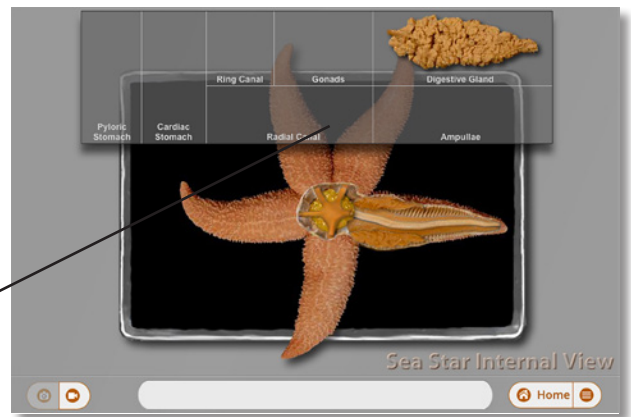 Ring Canal
Gonads
Digestive Gland
Pyloric
Stomach
Cardiac
Stomach
Radial Canal
Ampullae
Sea Star Internal View
Home